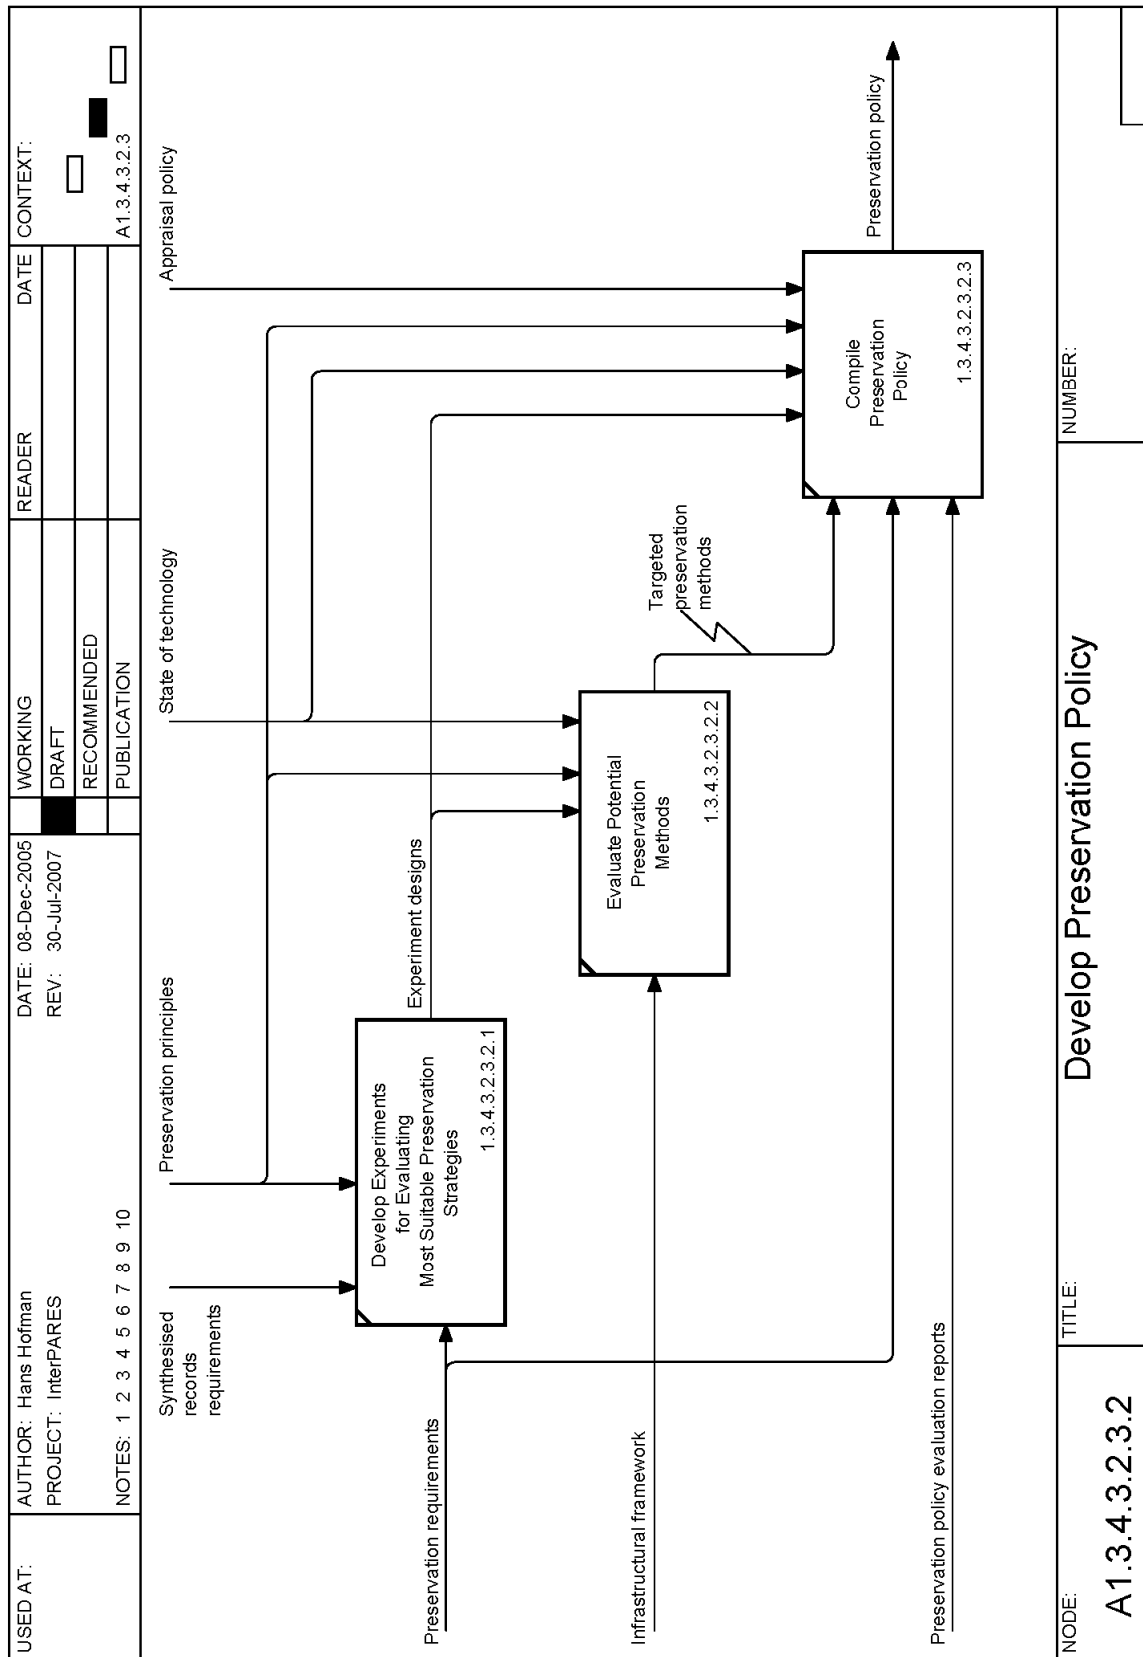 USED AT:
AUTHOR: Hans Hofman
PROJECT: InterPARES
NOTES: 1 2 3 4 5 6 7 8 9 10
DATE: 08-Dec-2005
REV: 30-Jul-2007
WORKING
DRAFT
RECOMMENDED
PUBLICATION
READER
DATE
CONTEXT:
A1.3.4.3.2.3
Synthesised
records
requirements
Preservation principles
State of technology
Appraisal policy
Preservation requirements
Develop Experiments
for Evaluating
Most Suitable Preservation
Strategies
1.3.4.3.2.3.2.1
Experiment designs
Infrastructural framework
Evaluate Potential
Preservation
Methods
1.3.4.3.2.3.2.2
Targeted
preservation
methods
Preservation policy evaluation reports
Compile
Preservation
Policy
1.3.4.3.2.3.2.3
Preservation policy
NODE:
A1.3.4.3.2.3.2
TITLE:
Develop Preservation Policy
NUMBER: